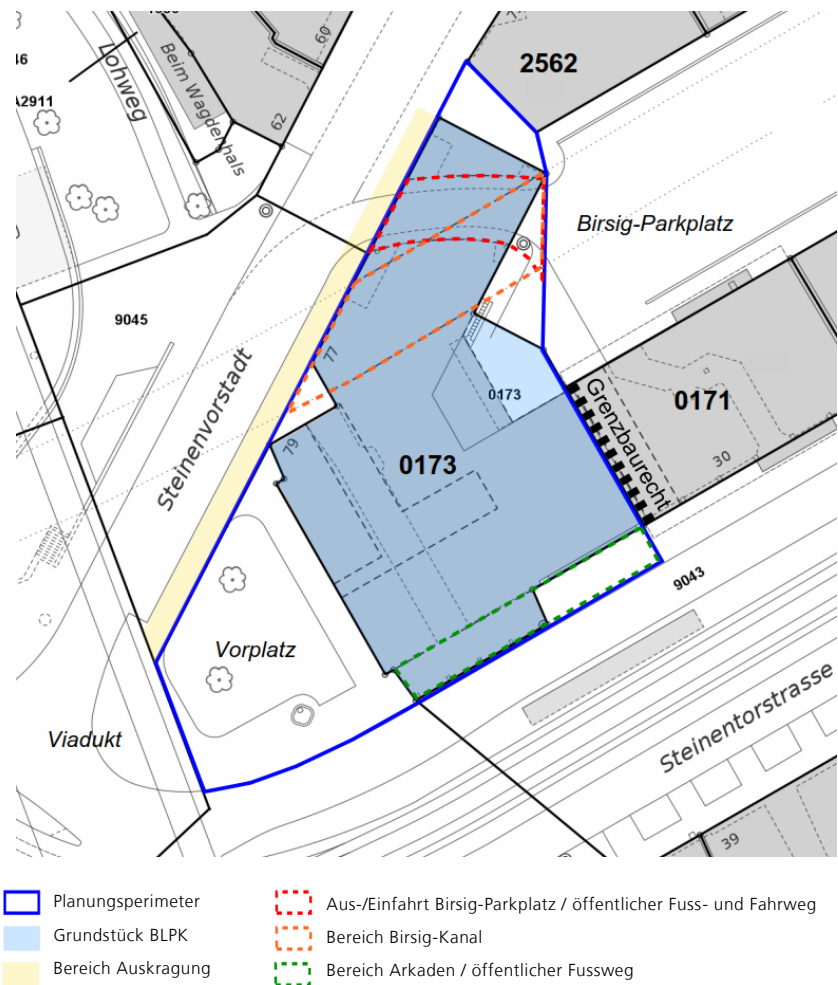 60
2562
46
A2911
Lohweg
Beim Wagdenhals
62
Birsig-Parkplatz
9045
Steinenvorstadt
77
0173
Grenzbaurecht
0171
79
0173
30
9043
Vorplatz
Viadukt
Steinentorstrasse
39
Planungsperimeter
Aus-/Einfahrt Birsig-Parkplatz / öffentlicher Fuss- und Fahrweg
Grundstück BLPK
Bereich Birsig-Kanal
Bereich Auskragung
Bereich Arkaden / öffentlicher Fussweg